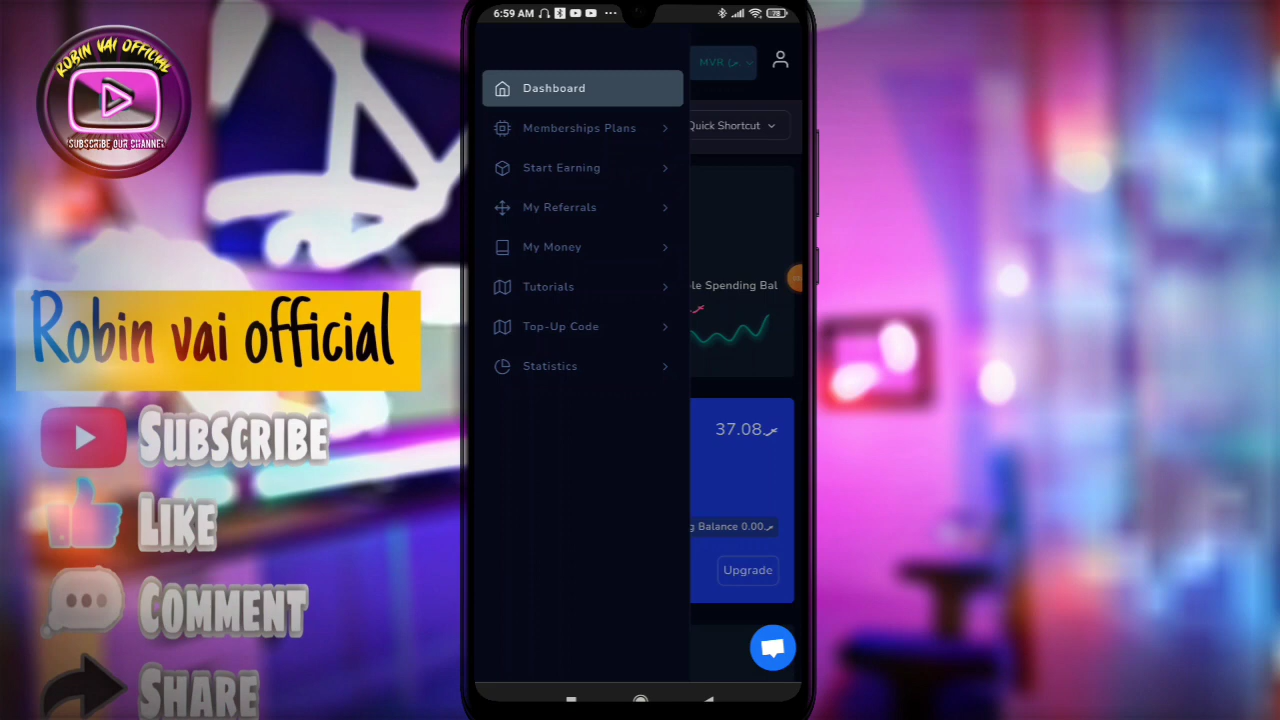 ROBIN VAI OFFICIAL
SUBSCRIBE OUR CHANNEL
Robin vai official
SUBSCRIBE
LIKE
COMMENT
SHARE
6:59 AM
78
MVR
Dashboard
Memberships Plans
Quick Shortcut
Start Earning
My Referrals
My Money
Tutorials
le Spending Bal
Top-Up Code
Statistics
37.08
g Balance 0.00
Upgrade